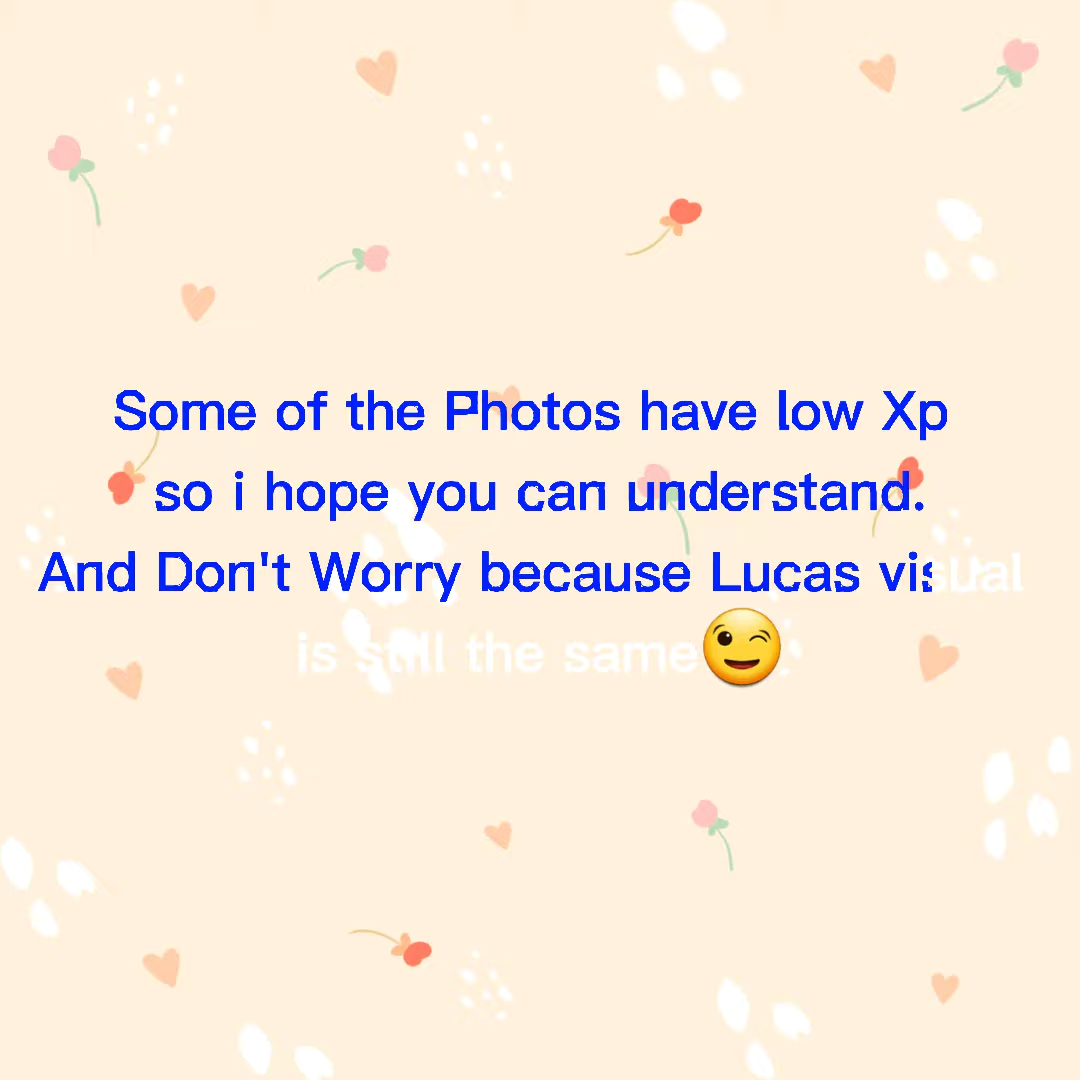 Some of the Photos have low Xp
so i hope you can understand.
And Don't Worry because Lucas visual
is still the same😉